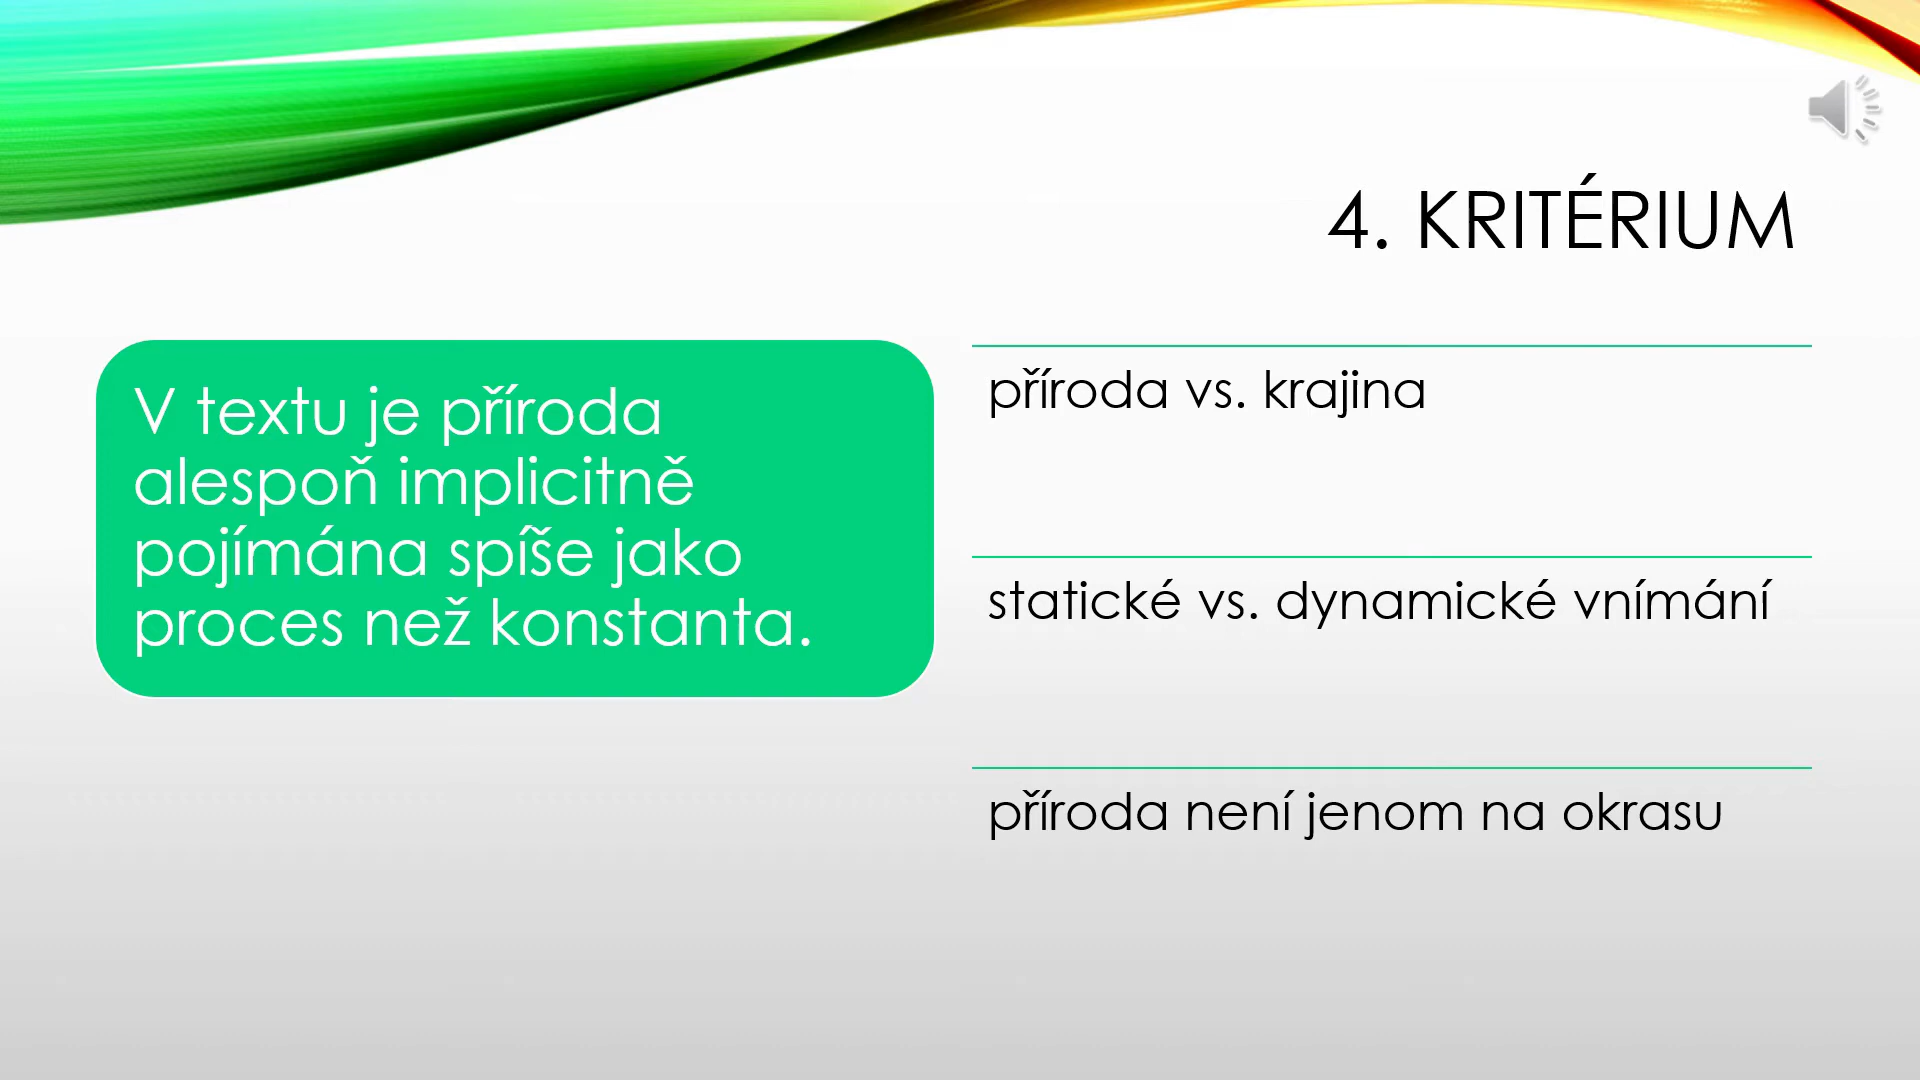 4. KRITÉRIUM
V textu je příroda
alespoň implicitně
pojímána spíše jako
proces než konstanta.
příroda vs. krajina
statické vs. dynamické vnímání
příroda není jenom na okrasu